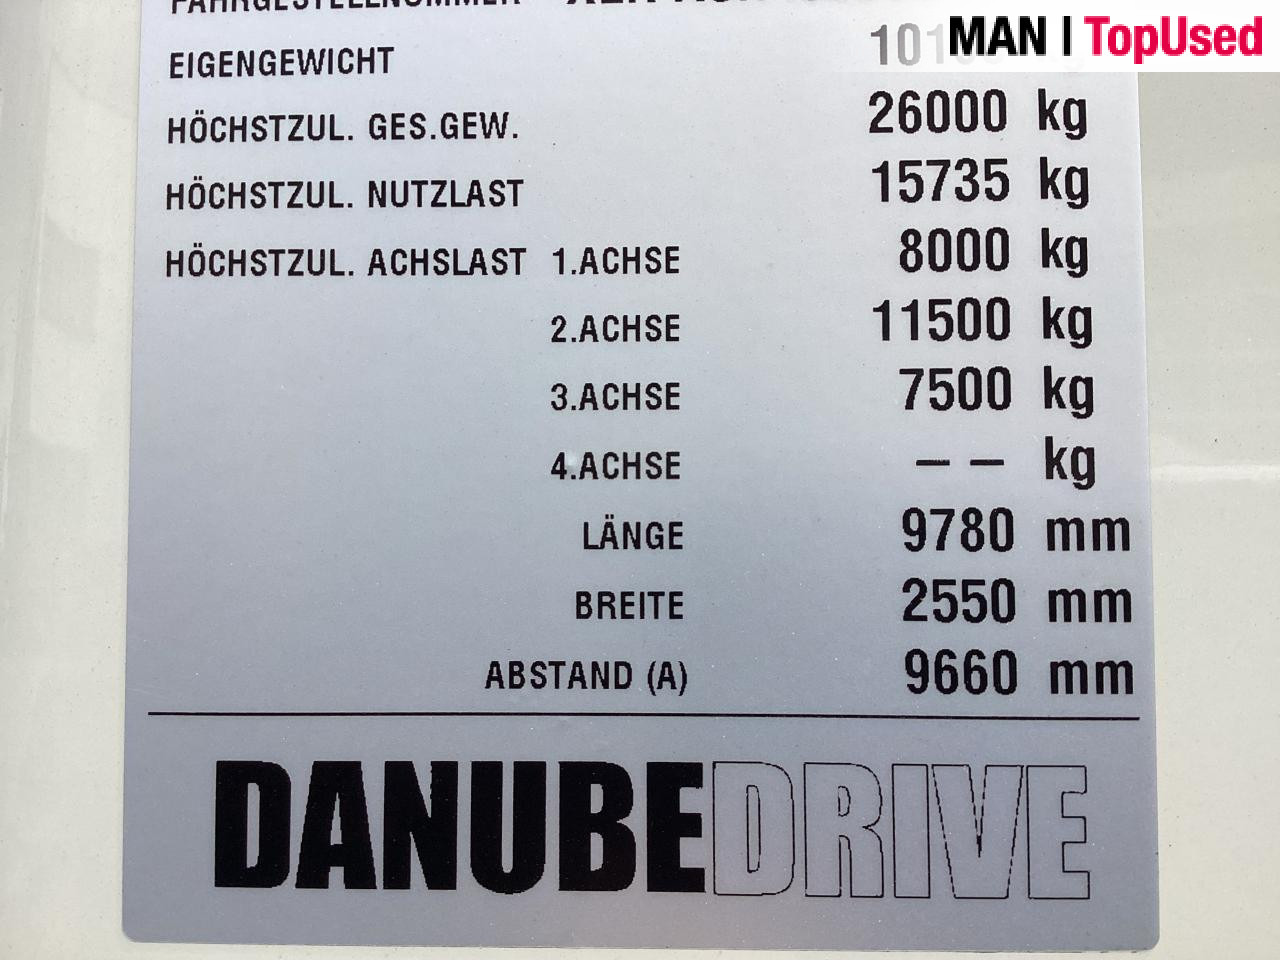 MAN | TopUsed
FAHRGESTELLNUMMER
EIGENGEWICHT
HÖCHSTZUL. GES.GEW. 26000 kg
HÖCHSTZUL. NUTZLAST 15735 kg
HÖCHSTZUL. ACHSLAST 1.ACHSE 8000 kg
2.ACHSE 11500 kg
3.ACHSE 7500 kg
4.ACHSE – – kg
LÄNGE 9780 mm
BREITE 2550 mm
ABSTAND (A) 9660 mm
DANUBEDRIVE